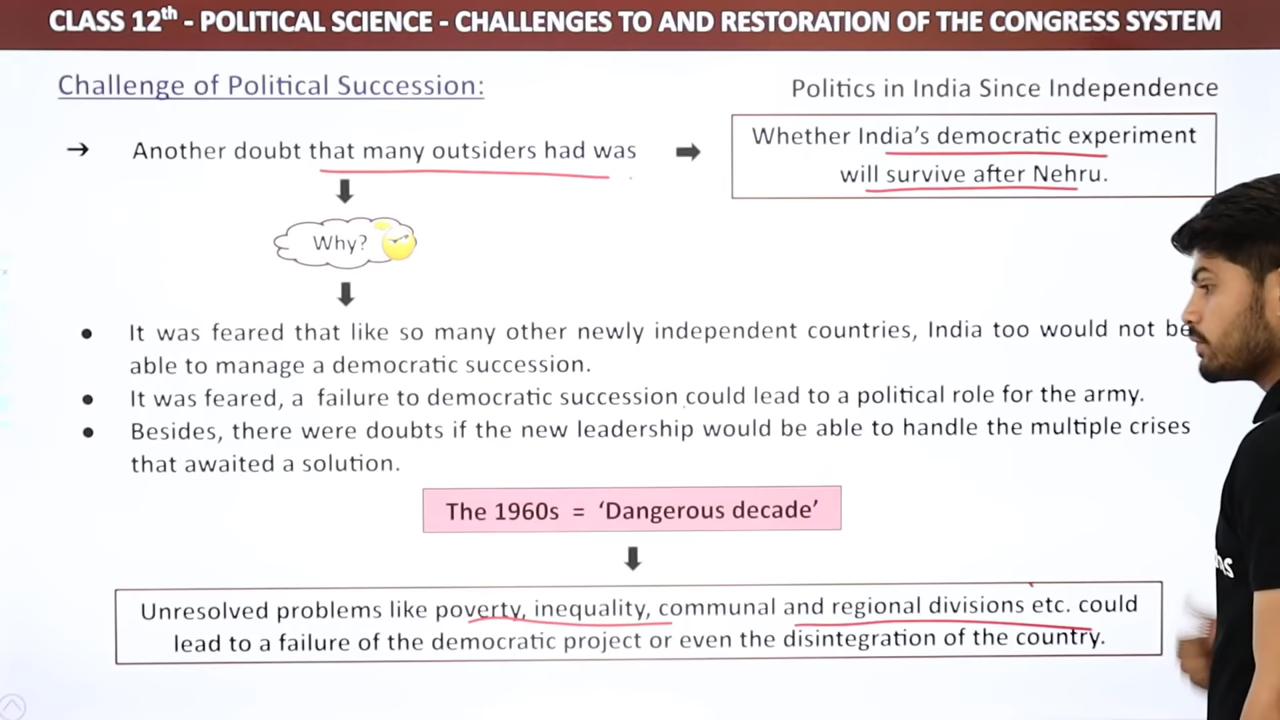 CLASS 12th - POLITICAL SCIENCE - CHALLENGES TO AND RESTORATION OF THE CONGRESS SYSTEM
Challenge of Political Succession:
Politics in India Since Independence
→ Another doubt that many outsiders had was
Whether India's democratic experiment
will survive after Nehru.
Why?
• It was feared that like so many other newly independent countries, India too would not be
able to manage a democratic succession.
• It was feared, a failure to democratic succession could lead to a political role for the army.
• Besides, there were doubts if the new leadership would be able to handle the multiple crises
that awaited a solution.
The 1960s = ‘Dangerous decade’
Unresolved problems like poverty, inequality, communal and regional divisions etc. could
lead to a failure of the democratic project or even the disintegration of the country.